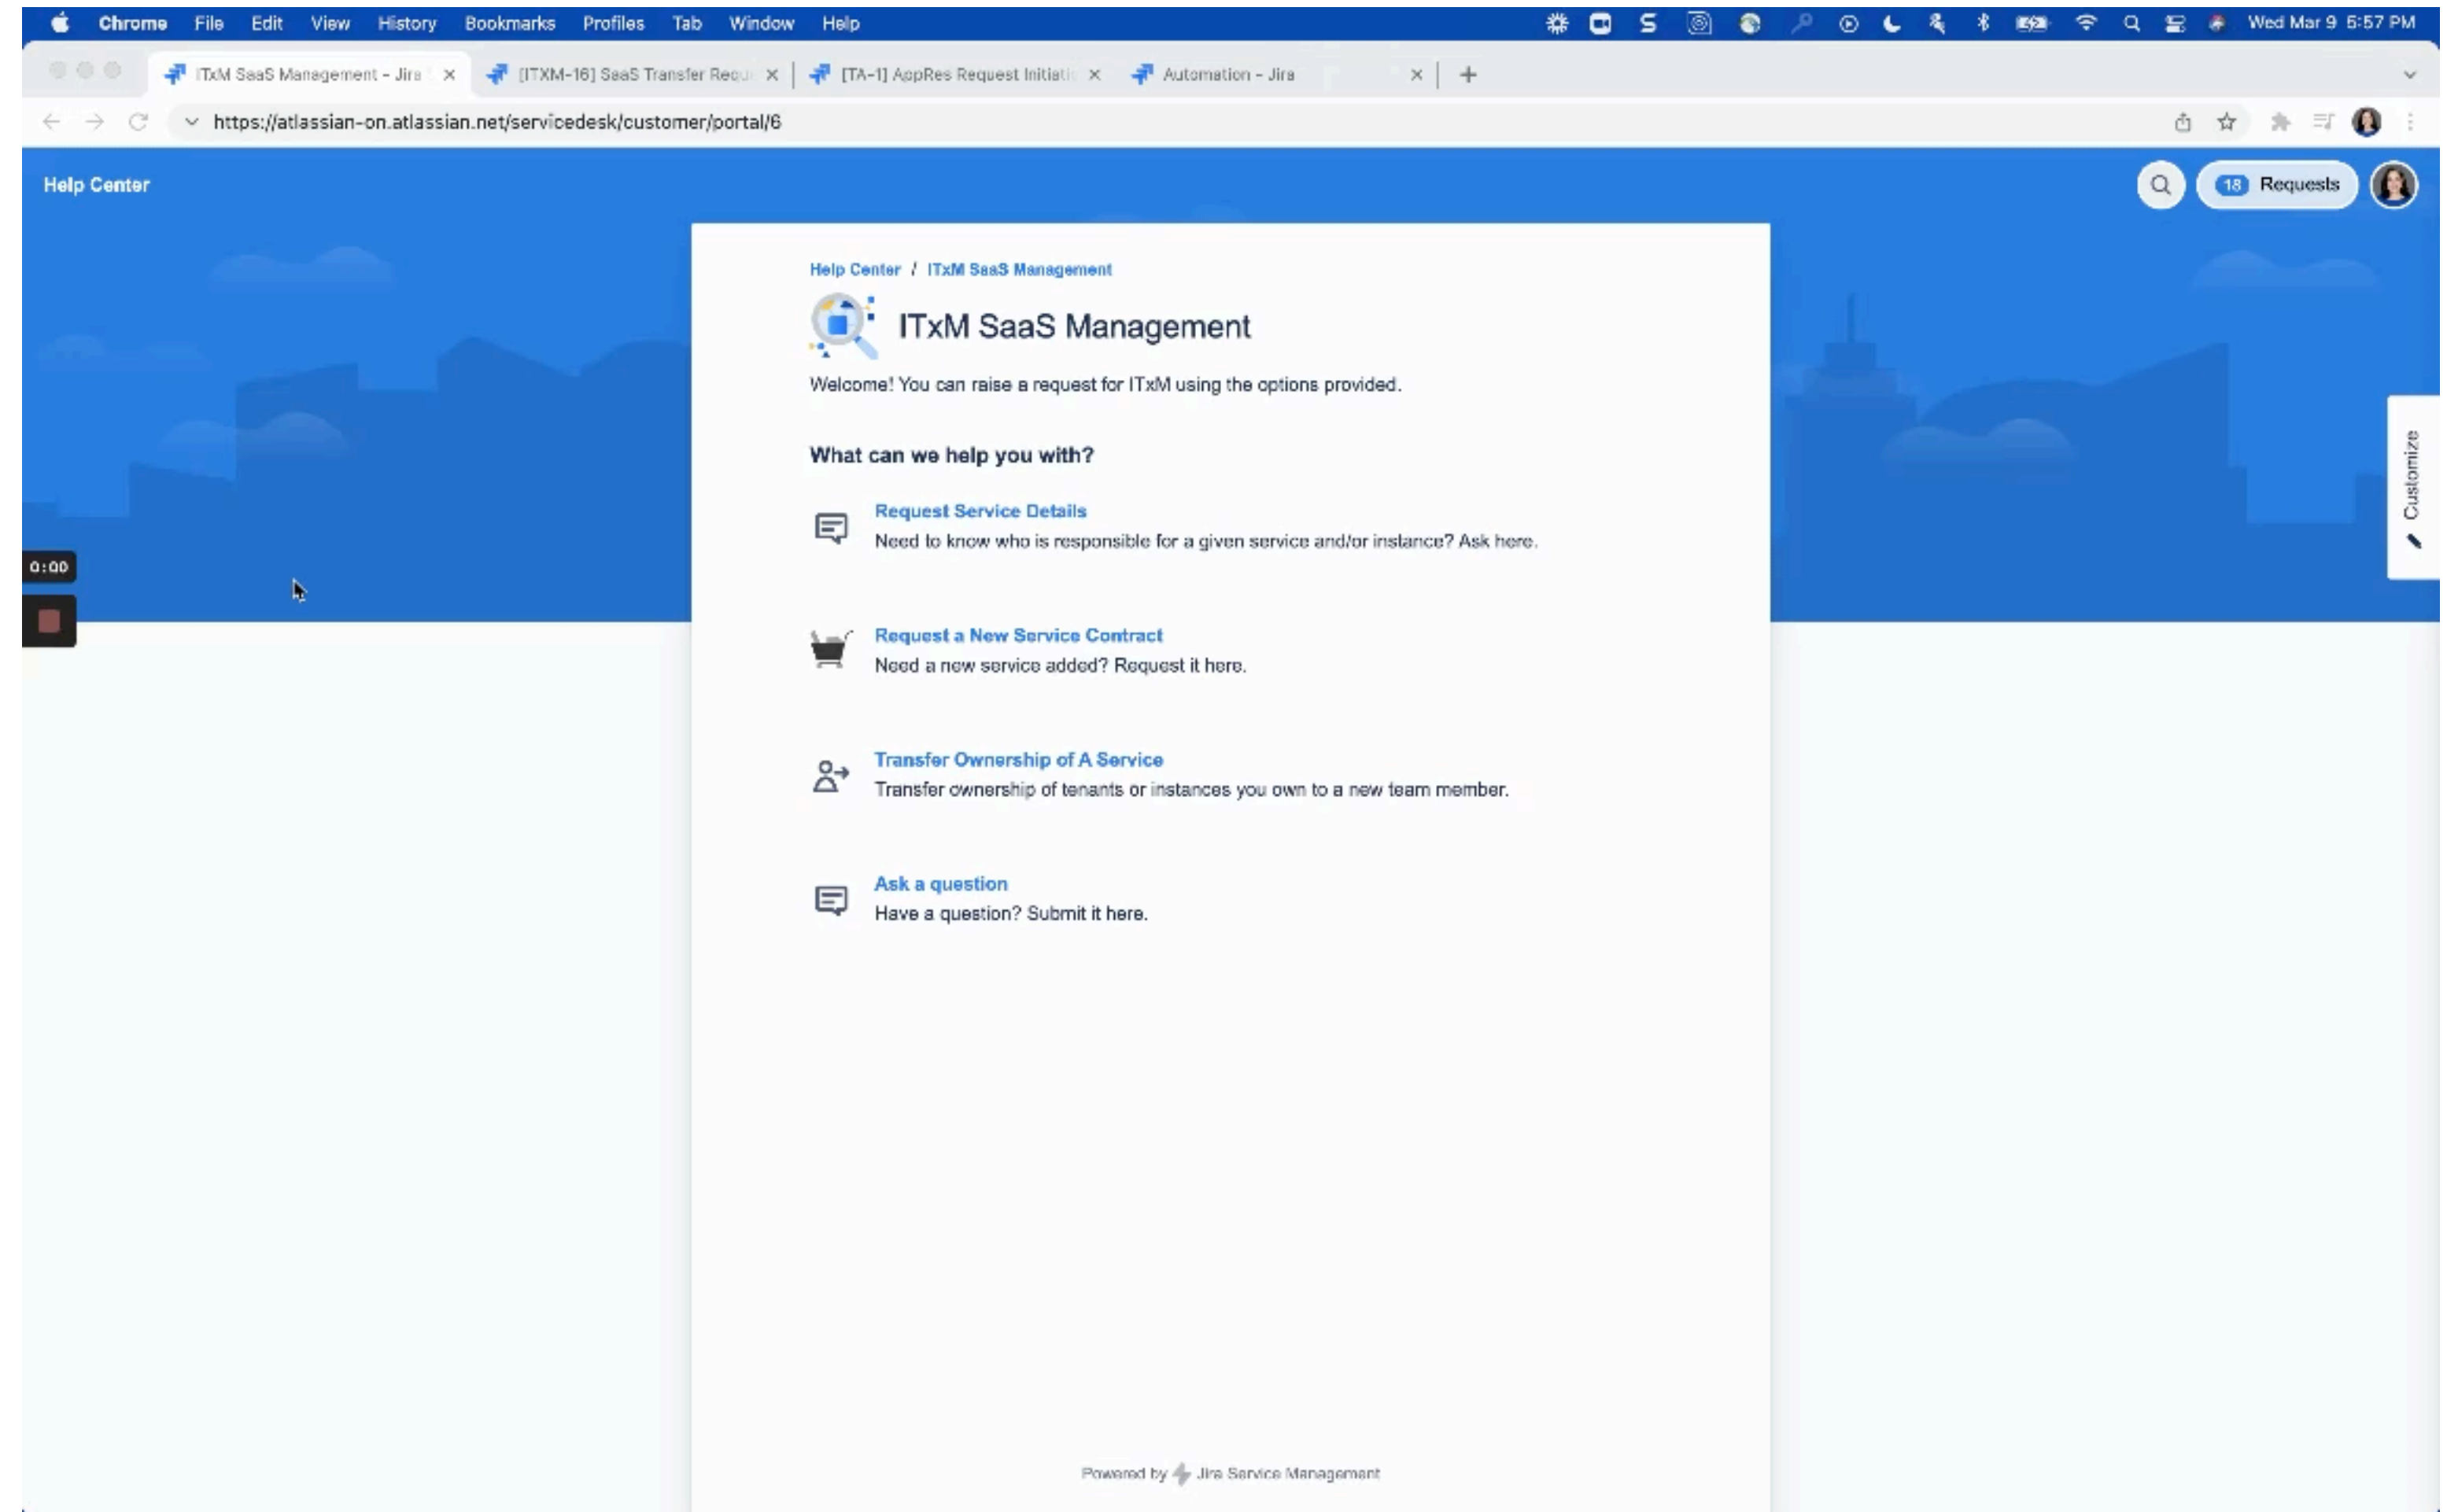 Chrome File Edit View History Bookmarks Profiles Tab Window Help Wed Mar 9 5:57 PM
ITxM SaaS Management - Jira [ITXM-16] SaaS Transfer Requ [TA-1] AppRes Request Initiati Automation - Jira
https://atlassian-on.atlassian.net/servicedesk/customer/portal/6
Help Center 18 Requests
Help Center / ITxM SaaS Management
ITxM SaaS Management
Welcome! You can raise a request for ITxM using the options provided.
What can we help you with?
Customize
Request Service Details
Need to know who is responsible for a given service and/or instance? Ask here.
0:00
Request a New Service Contract
Need a new service added? Request it here.
Transfer Ownership of A Service
Transfer ownership of tenants or instances you own to a new team member.
Ask a question
Have a question? Submit it here.
Powered by Jira Service Management